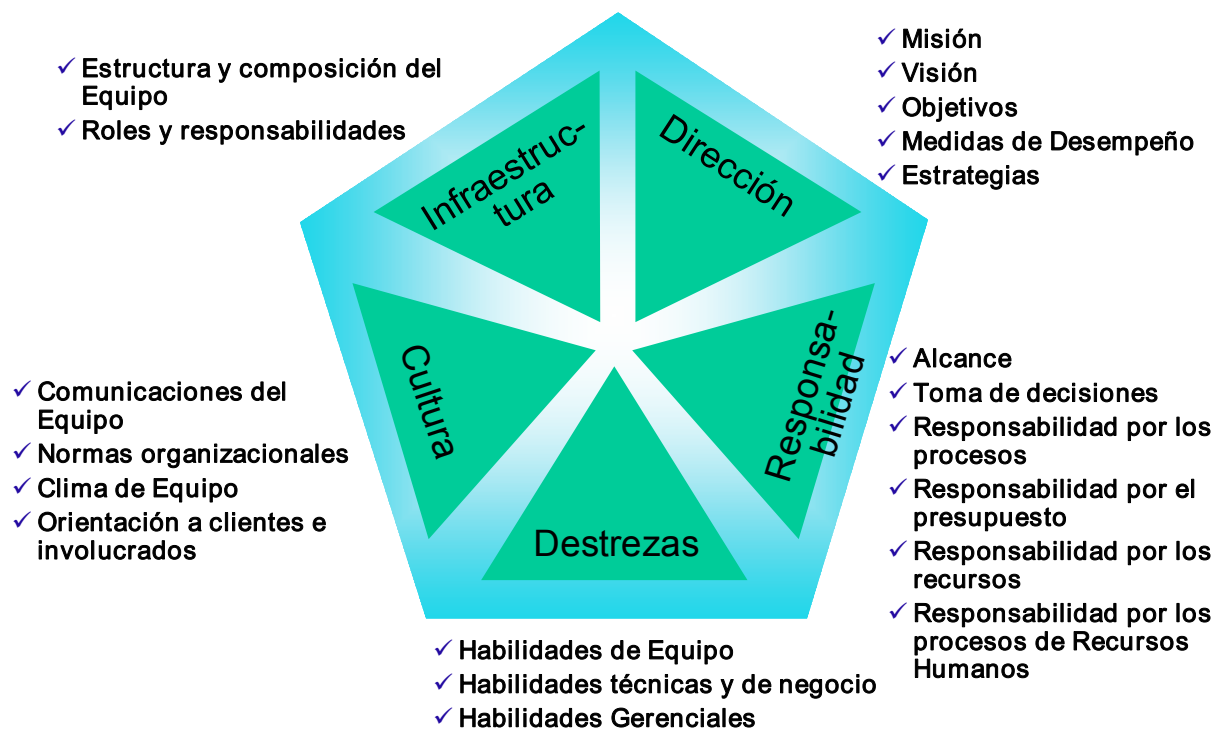 ✓ Estructura y composición del
Equipo
✓ Roles y responsabilidades
✓ Misión
✓ Visión
✓ Objetivos
✓ Medidas de Desempeño
✓ Estrategias
Infraestruc-
tura
Dirección
Cultura
Responsa-
bilidad
Destrezas
✓ Comunicaciones del
Equipo
✓ Normas organizacionales
✓ Clima de Equipo
✓ Orientación a clientes e
involucrados
✓ Alcance
✓ Toma de decisiones
✓ Responsabilidad por los
procesos
✓ Responsabilidad por el
presupuesto
✓ Responsabilidad por los
recursos
✓ Responsabilidad por los
procesos de Recursos
Humanos
✓ Habilidades de Equipo
✓ Habilidades técnicas y de negocio
✓ Habilidades Gerenciales